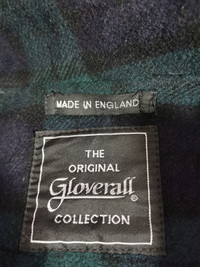 MADE IN ENGLAND
THE
ORIGINAL
Gloverall®
COLLECTION